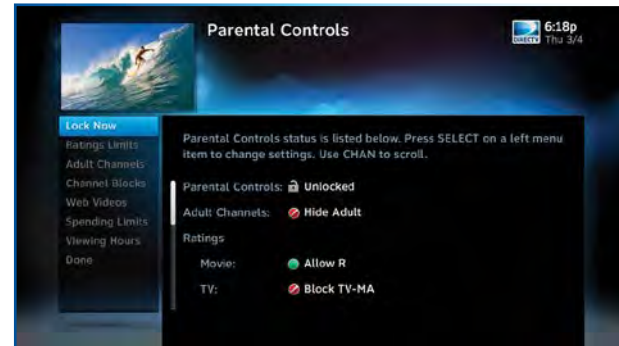 Parental Controls
DIRECTV
6:18p
Thu 3/4
Lock Now
Ratings Limits
Adult Channels
Channel Blocks
Web Videos
Spending Limits
Viewing Hours
Done
Parental Controls status is listed below. Press SELECT on a left menu
item to change settings. Use CHAN to scroll.
Parental Controls: Unlocked
Adult Channels: Hide Adult
Ratings
Movie: Allow R
TV: Block TV-MA